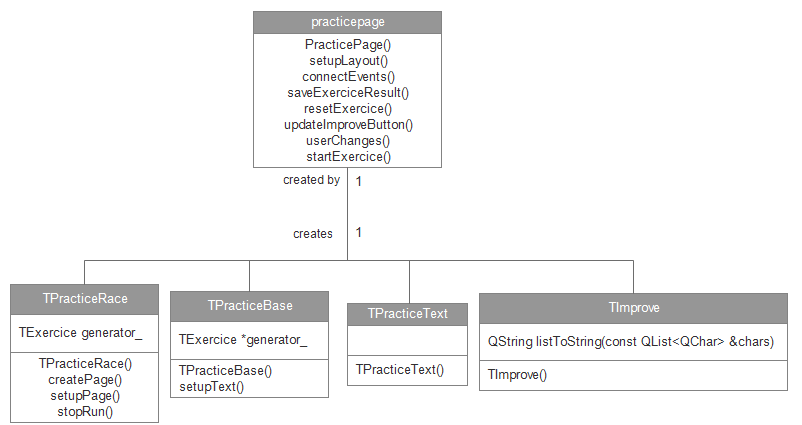 practicepage
PracticePage()
setupLayout()
connectEvents()
saveExerciceResult()
resetExercice()
updateImproveButton()
userChanges()
startExercice()
created by
1
creates
1
TPracticeRace
TExercice generator_
TPracticeRace()
createPage()
setupPage()
stopRun()
TPracticeBase
TExercice *generator_
TPracticeBase()
setupText()
TPracticeText
TPracticeText()
TImprove
QString listToString(const QList<QChar> &chars)
TImprove()